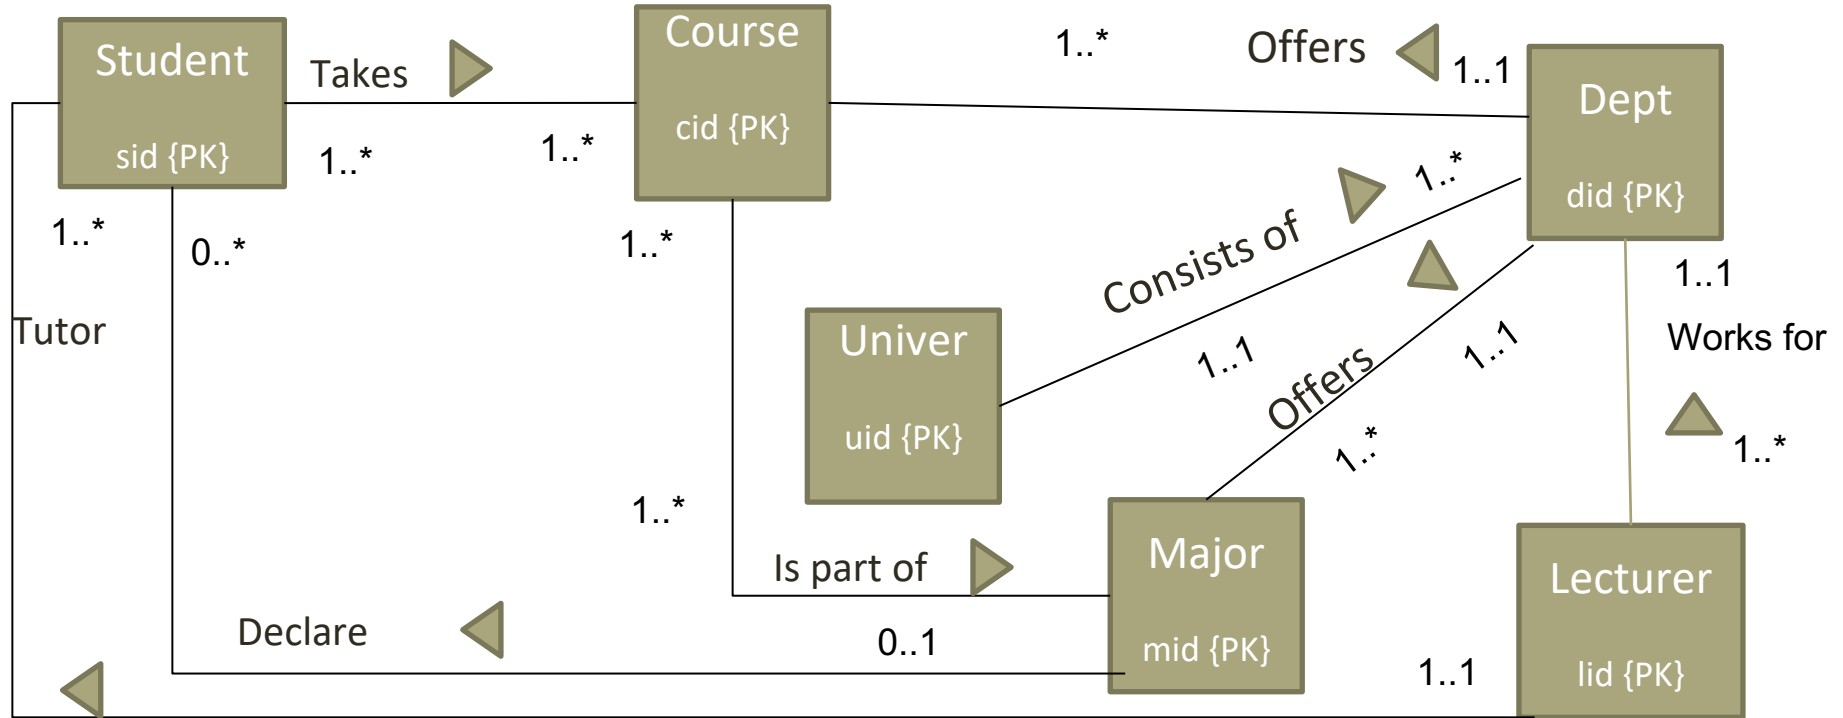 Student
sid {PK}
Takes
1..*
1..*
Course
cid {PK}
1..*
Offers
1..1
Dept
did {PK}
1..*
0..*
1..*
Consists of
1..*
1..1
1..1
Works for
1..*
Tutor
Univer
uid {PK}
Offers
1..1
1..*
1..*
Is part of
Major
mid {PK}
Lecturer
lid {PK}
Declare
0..1
1..1